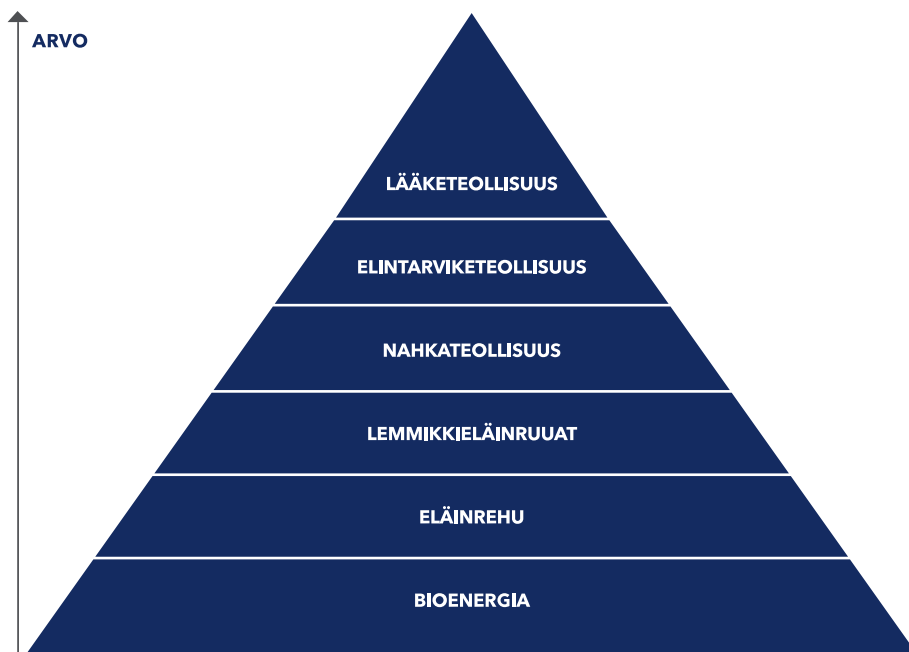 ARVO
LÄÄKETEOLLISUUS
ELINTARVIKETEOLLISUUS
NAHKATEOLLISUUS
LEMMIKKIELÄINRUUAT
ELÄINREHU
BIOENERGIA